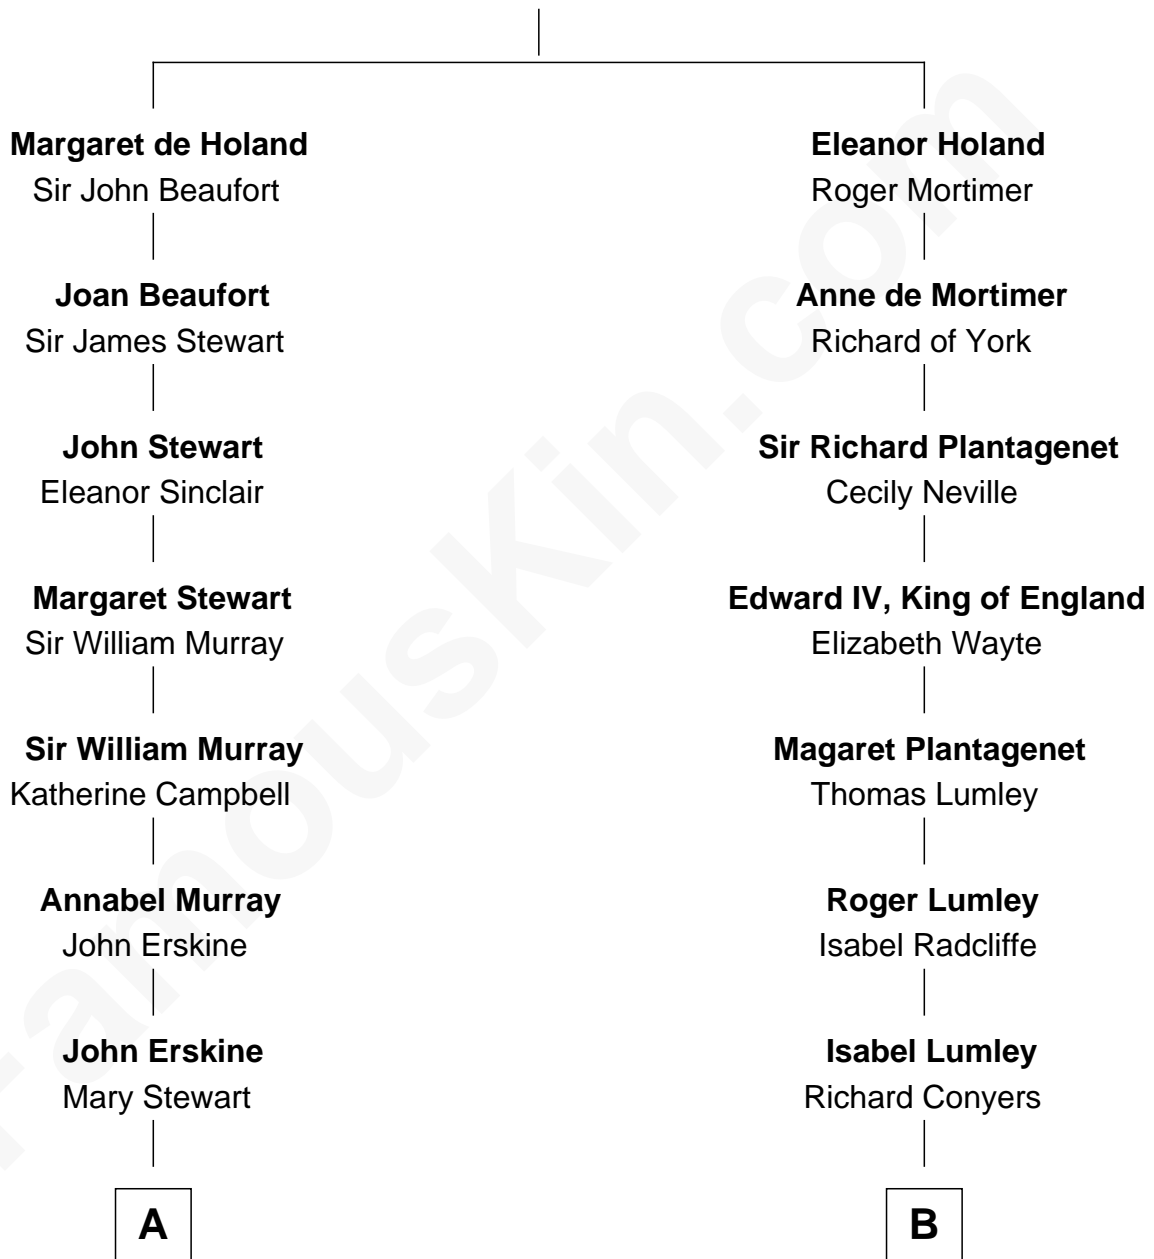 Margaret de Holand
Sir John Beaufort
Joan Beaufort
Sir James Stewart
John Stewart
Eleanor Sinclair
Margaret Stewart
Sir William Murray
Sir William Murray
Katherine Campbell
Annabel Murray
John Erskine
John Erskine
Mary Stewart
A
Eleanor Holand
Roger Mortimer
Anne de Mortimer
Richard of York
Sir Richard Plantagenet
Cecily Neville
Edward IV, King of England
Elizabeth Wayte
Magaret Plantagenet
Thomas Lumley
Roger Lumley
Isabel Radcliffe
Isabel Lumley
Richard Conyers
B
FamousKin.com